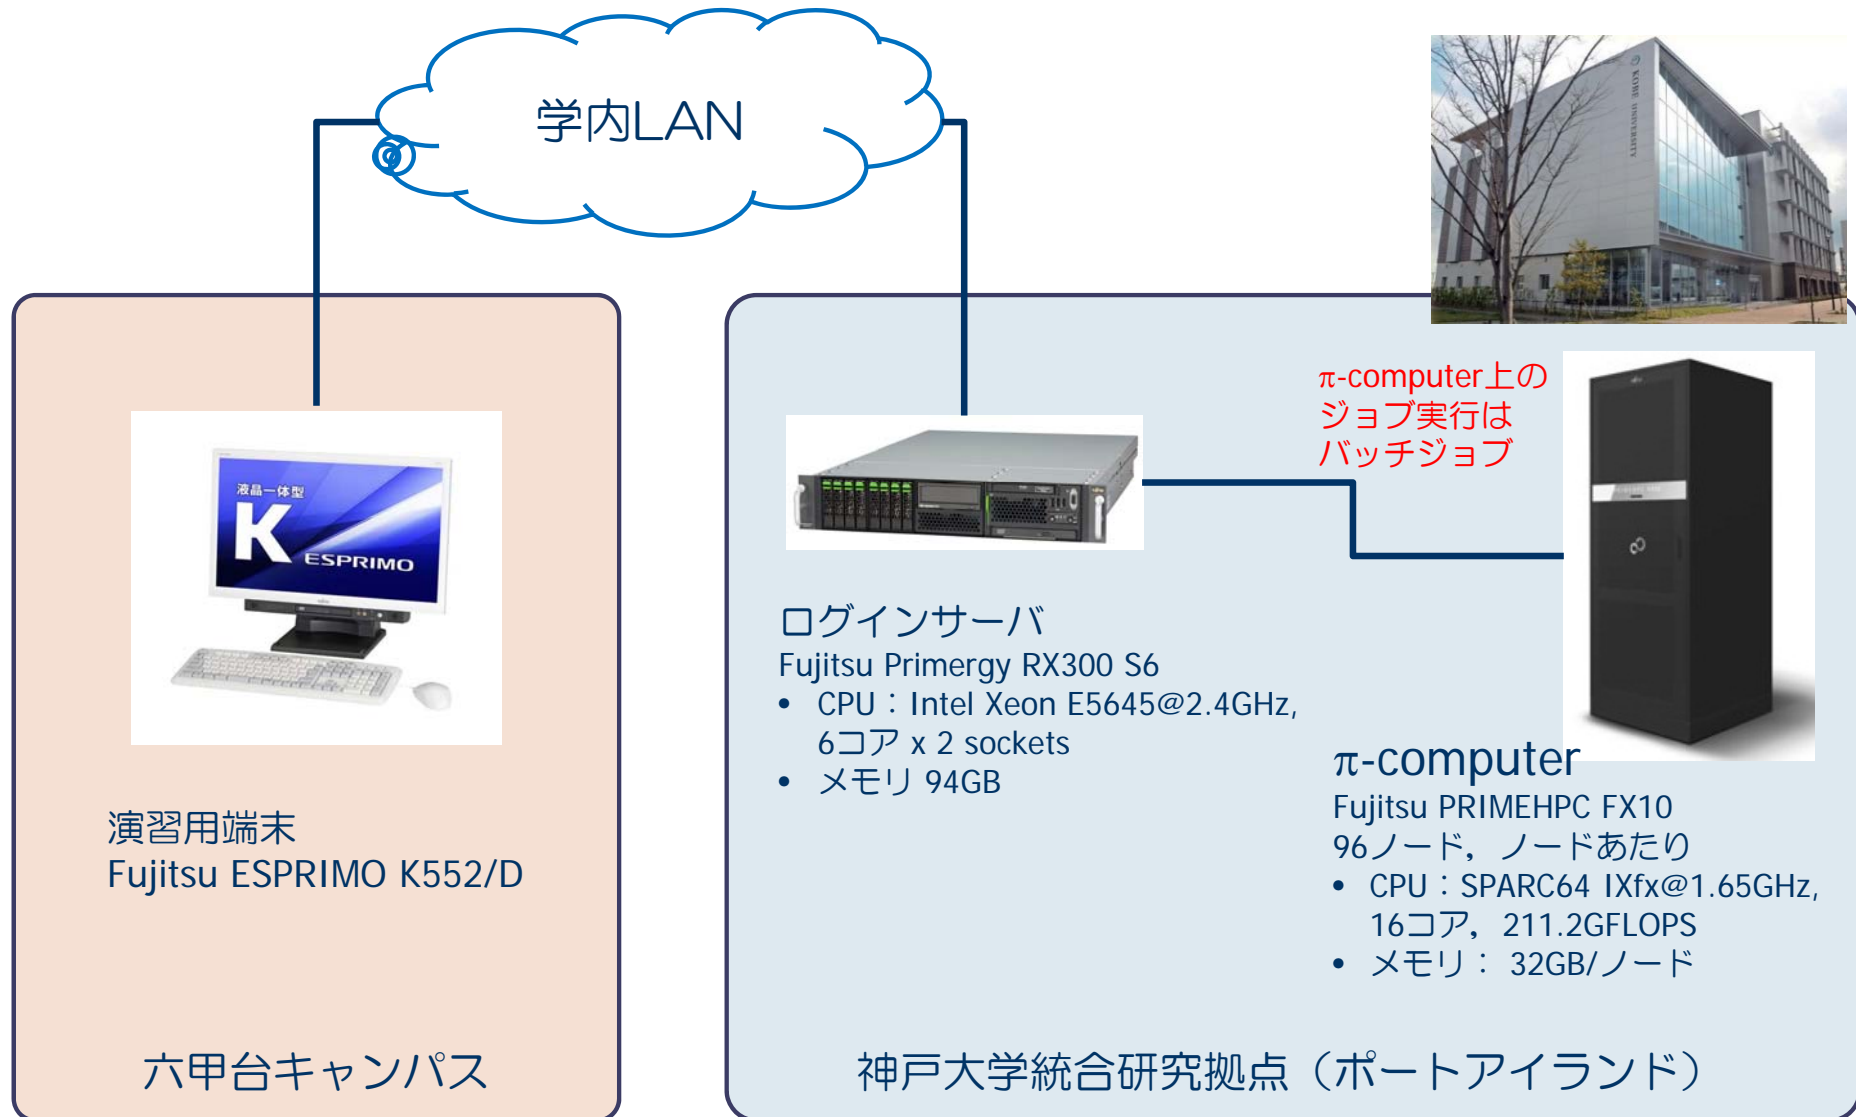 学内LAN
KOBE UNIVERSITY
π-computer上の
ジョブ実行は
バッチジョブ
液晶一体型
K
ESPRIMO
ログインサーバ
Fujitsu Primergy RX300 S6
• CPU：Intel Xeon E5645@2.4GHz,
6コア x 2 sockets
• メモリ 94GB
π-computer
Fujitsu PRIMEHPC FX10
96ノード，ノードあたり
• CPU：SPARC64 IXfx@1.65GHz,
16コア，211.2GFLOPS
• メモリ： 32GB/ノード
演習用端末
Fujitsu ESPRIMO K552/D
六甲台キャンパス
神戸大学統合研究拠点（ポートアイランド）